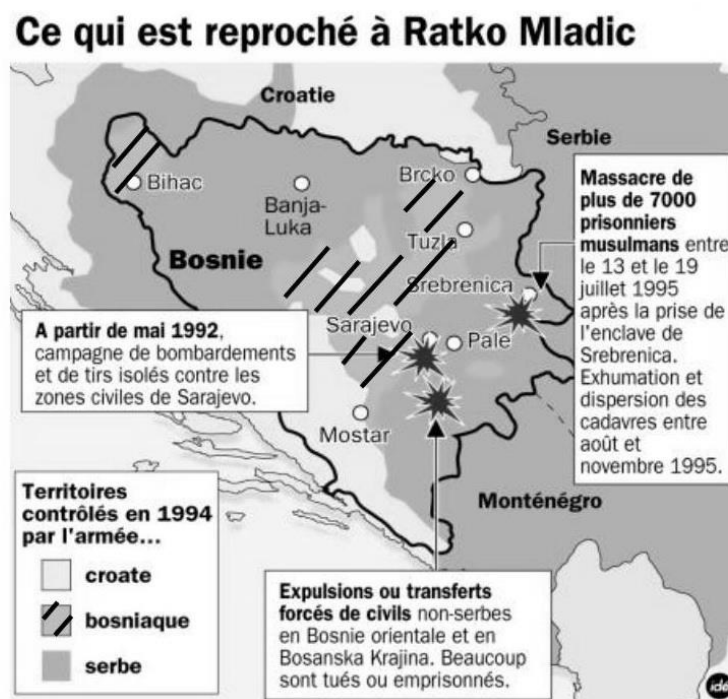 Ce qui est reproché à Ratko Mladic
Croatie
Serbie
Bihac
Banja-
Luka
Brcko
Tuzla
Bosnie
Srebrenica
Massacre de
plus de 7000
prisonniers
musulmans entre
le 13 et le 19
juillet 1995
après la prise de
l'enclave de
Srebrenica.
Exhumation et
dispersion des
cadavres entre
août et
novembre 1995.
A partir de mai 1992,
campagne de bombardements
et de tirs isolés contre les
zones civiles de Sarajevo.
Sarajevo
Pale
Mostar
Monténégro
Territoires
contrôlés en 1994
par l'armée...
croate
bosniaque
serbe
Expulsions ou transferts
forcés de civils non-serbes
en Bosnie orientale et en
Bosanska Krajina. Beaucoup
sont tués ou emprisonnés.
idé